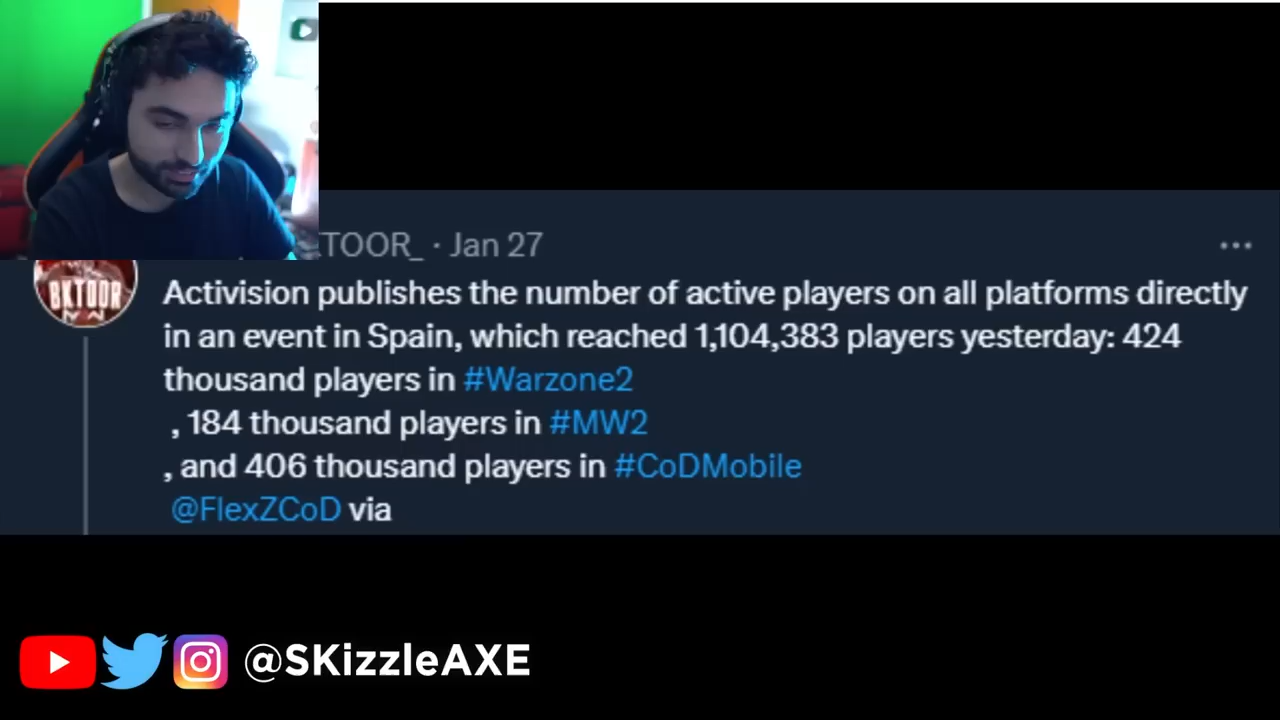 TOOR_ · Jan 27
BKTOOR
Activision publishes the number of active players on all platforms directly
in an event in Spain, which reached 1,104,383 players yesterday: 424
thousand players in #Warzone2
, 184 thousand players in #MW2
, and 406 thousand players in #CoDMobile
@FlexZCoD via
@SKizzleAXE